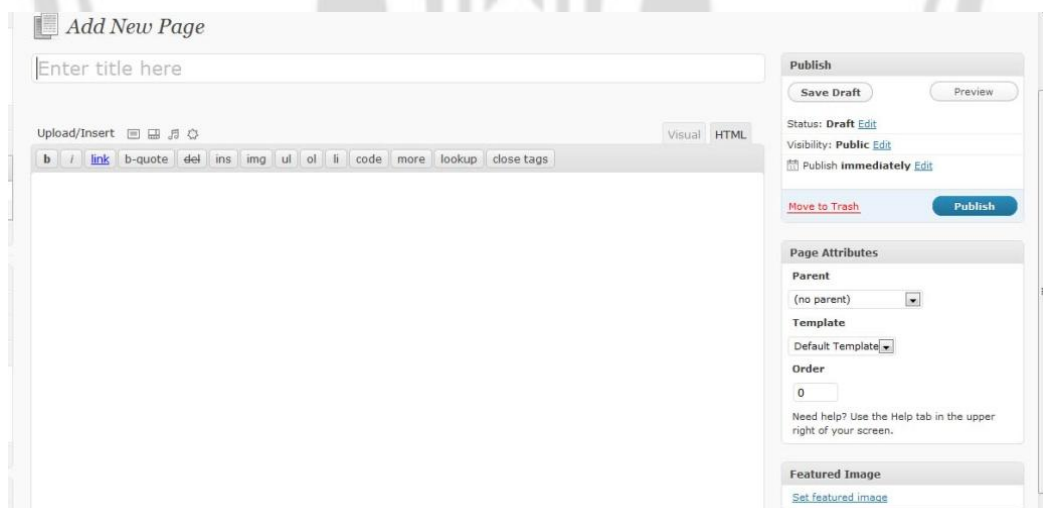 Add New Page
Enter title here
Upload/Insert
Visual HTML
b i link b-quote del ins img ul ol li code more lookup close tags
Publish
Save Draft Preview
Status: Draft Edit
Visibility: Public Edit
Publish immediately Edit
Move to Trash Publish
Page Attributes
Parent
(no parent)
Template
Default Template
Order
0
Need help? Use the Help tab in the upper
right of your screen.
Featured Image
Set featured image